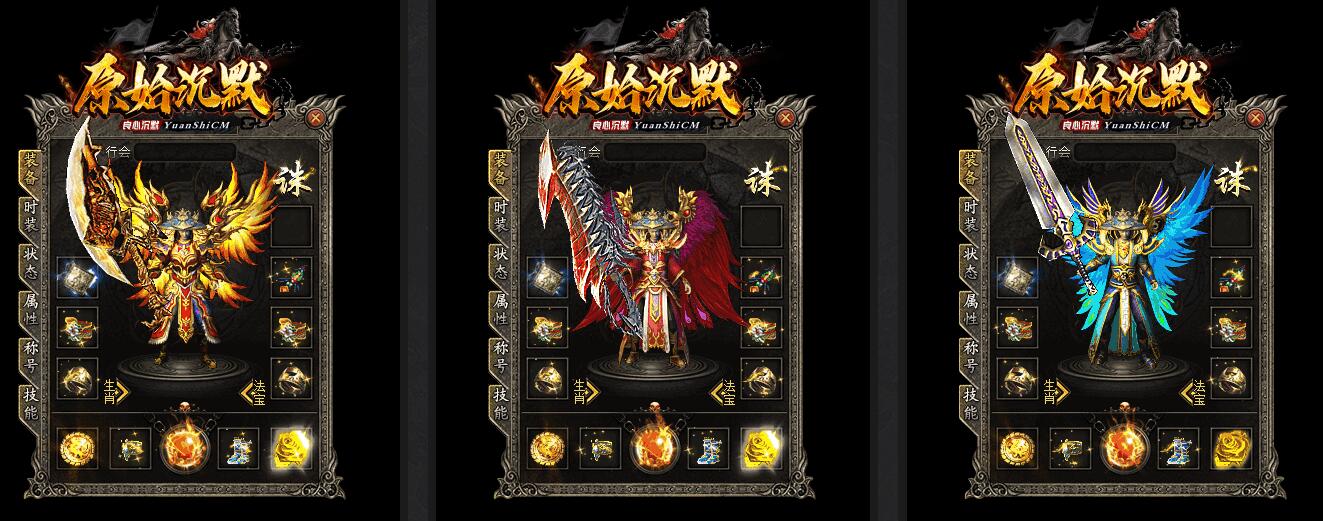 原始沉默
良心沉默 YuanShiCM
行会
诛
装备
时装
状态
属性
称号
技能
生肖
法宝
原始沉默
良心沉默 YuanShiCM
行会
诛
装备
时装
状态
属性
称号
技能
生肖
法宝
原始沉默
良心沉默 YuanShiCM
行会
诛
装备
时装
状态
属性
称号
技能
生肖
法宝